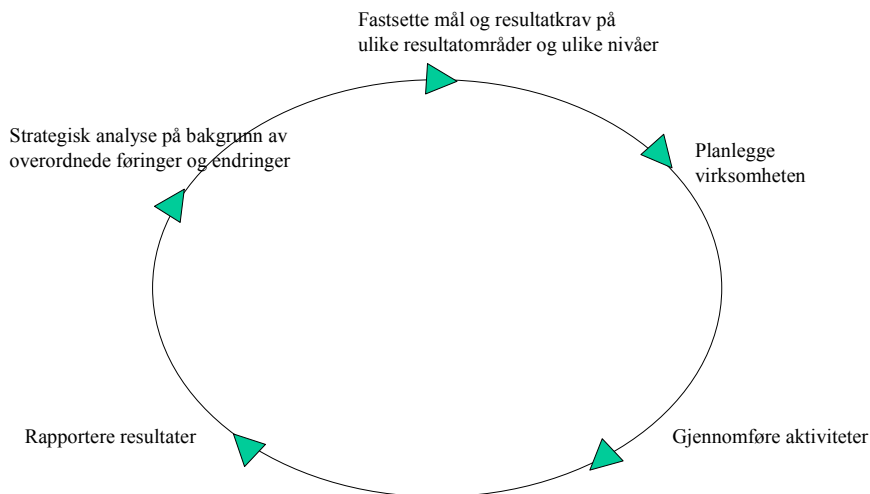 Fastsette mål og resultatkrav på
ulike resultatområder og ulike nivåer
Strategisk analyse på bakgrunn av
overordnede føringer og endringer
Planlegge
virksomheten
Rapportere resultater
Gjennomføre aktiviteter